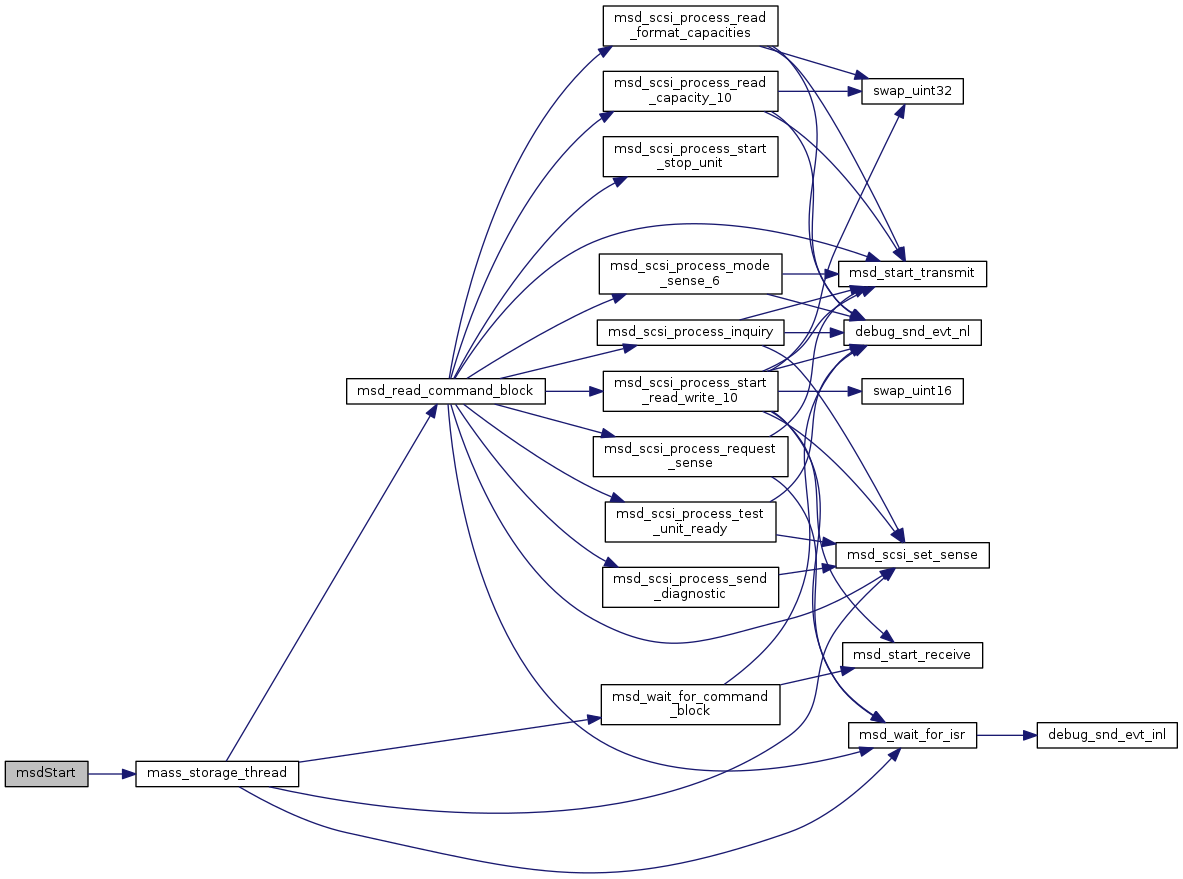 msd_scsi_process_read
_format_capacities
msd_scsi_process_read
_capacity_10
swap_uint32
msd_scsi_process_start
_stop_unit
msd_scsi_process_mode
_sense_6
msd_start_transmit
msd_scsi_process_inquiry
debug_snd_evt_nl
msd_read_command_block
msd_scsi_process_start
_read_write_10
swap_uint16
msd_scsi_process_request
_sense
msd_scsi_process_test
_unit_ready
msd_scsi_set_sense
msd_scsi_process_send
_diagnostic
msd_start_receive
msd_wait_for_command
_block
msd_wait_for_isr
debug_snd_evt_inl
msdStart
mass_storage_thread